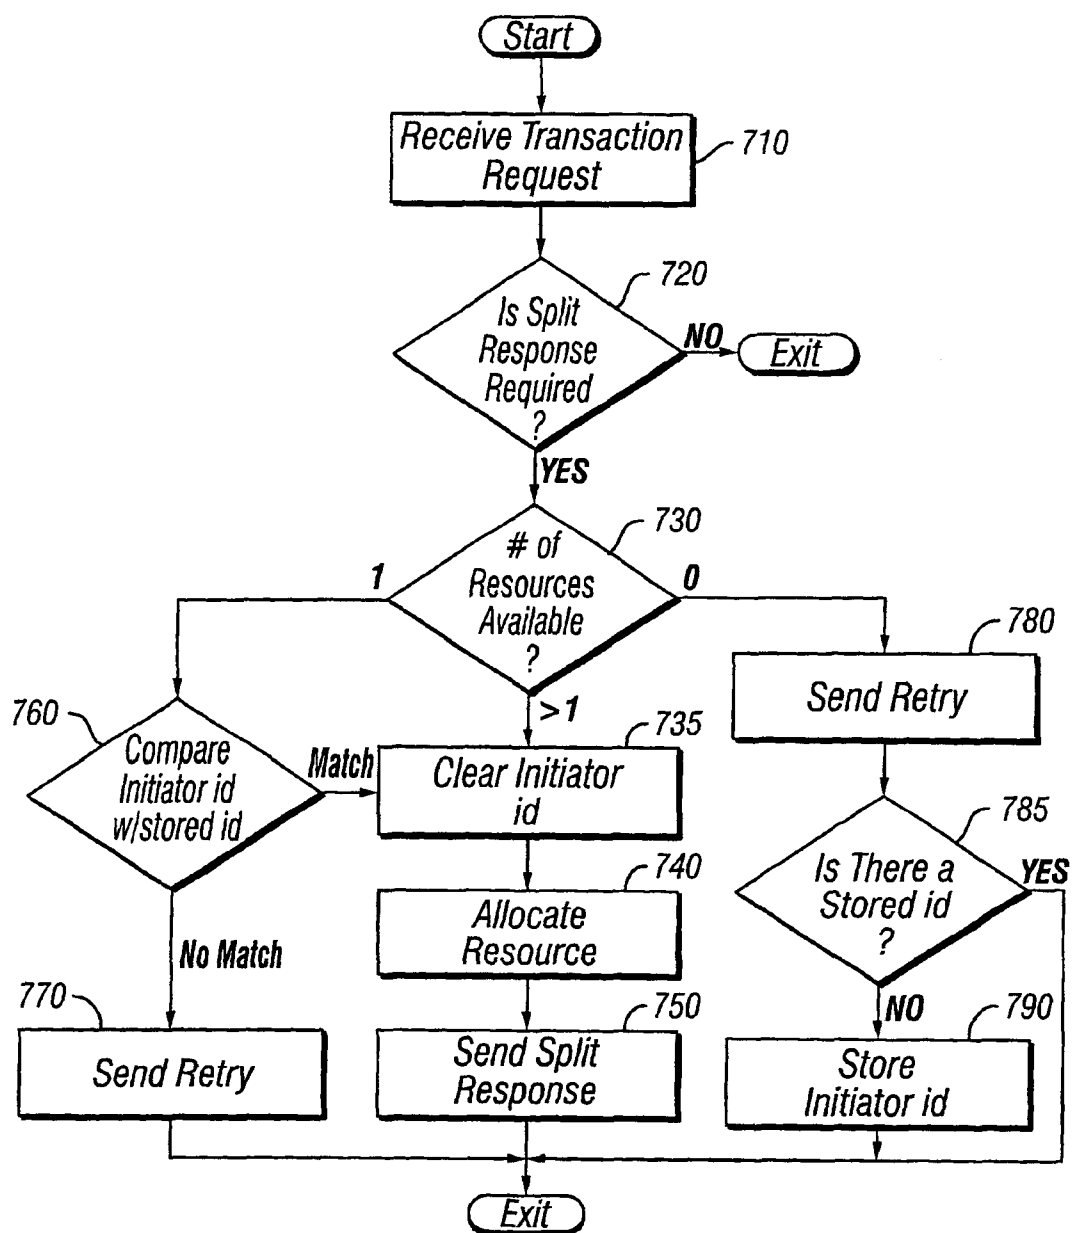 Start
Receive Transaction
Request
710
720
Is Split
Response
Required
?
NO
Exit
YES
730
# of
Resources
Available
?
1
0
>1
780
Send Retry
760
Compare
Initiator id
w/stored id
Match
735
Clear Initiator
id
785
Is There a
Stored id
?
YES
740
Allocate
Resource
No Match
NO
770
Send Retry
750
Send Split
Response
790
Store
Initiator id
Exit